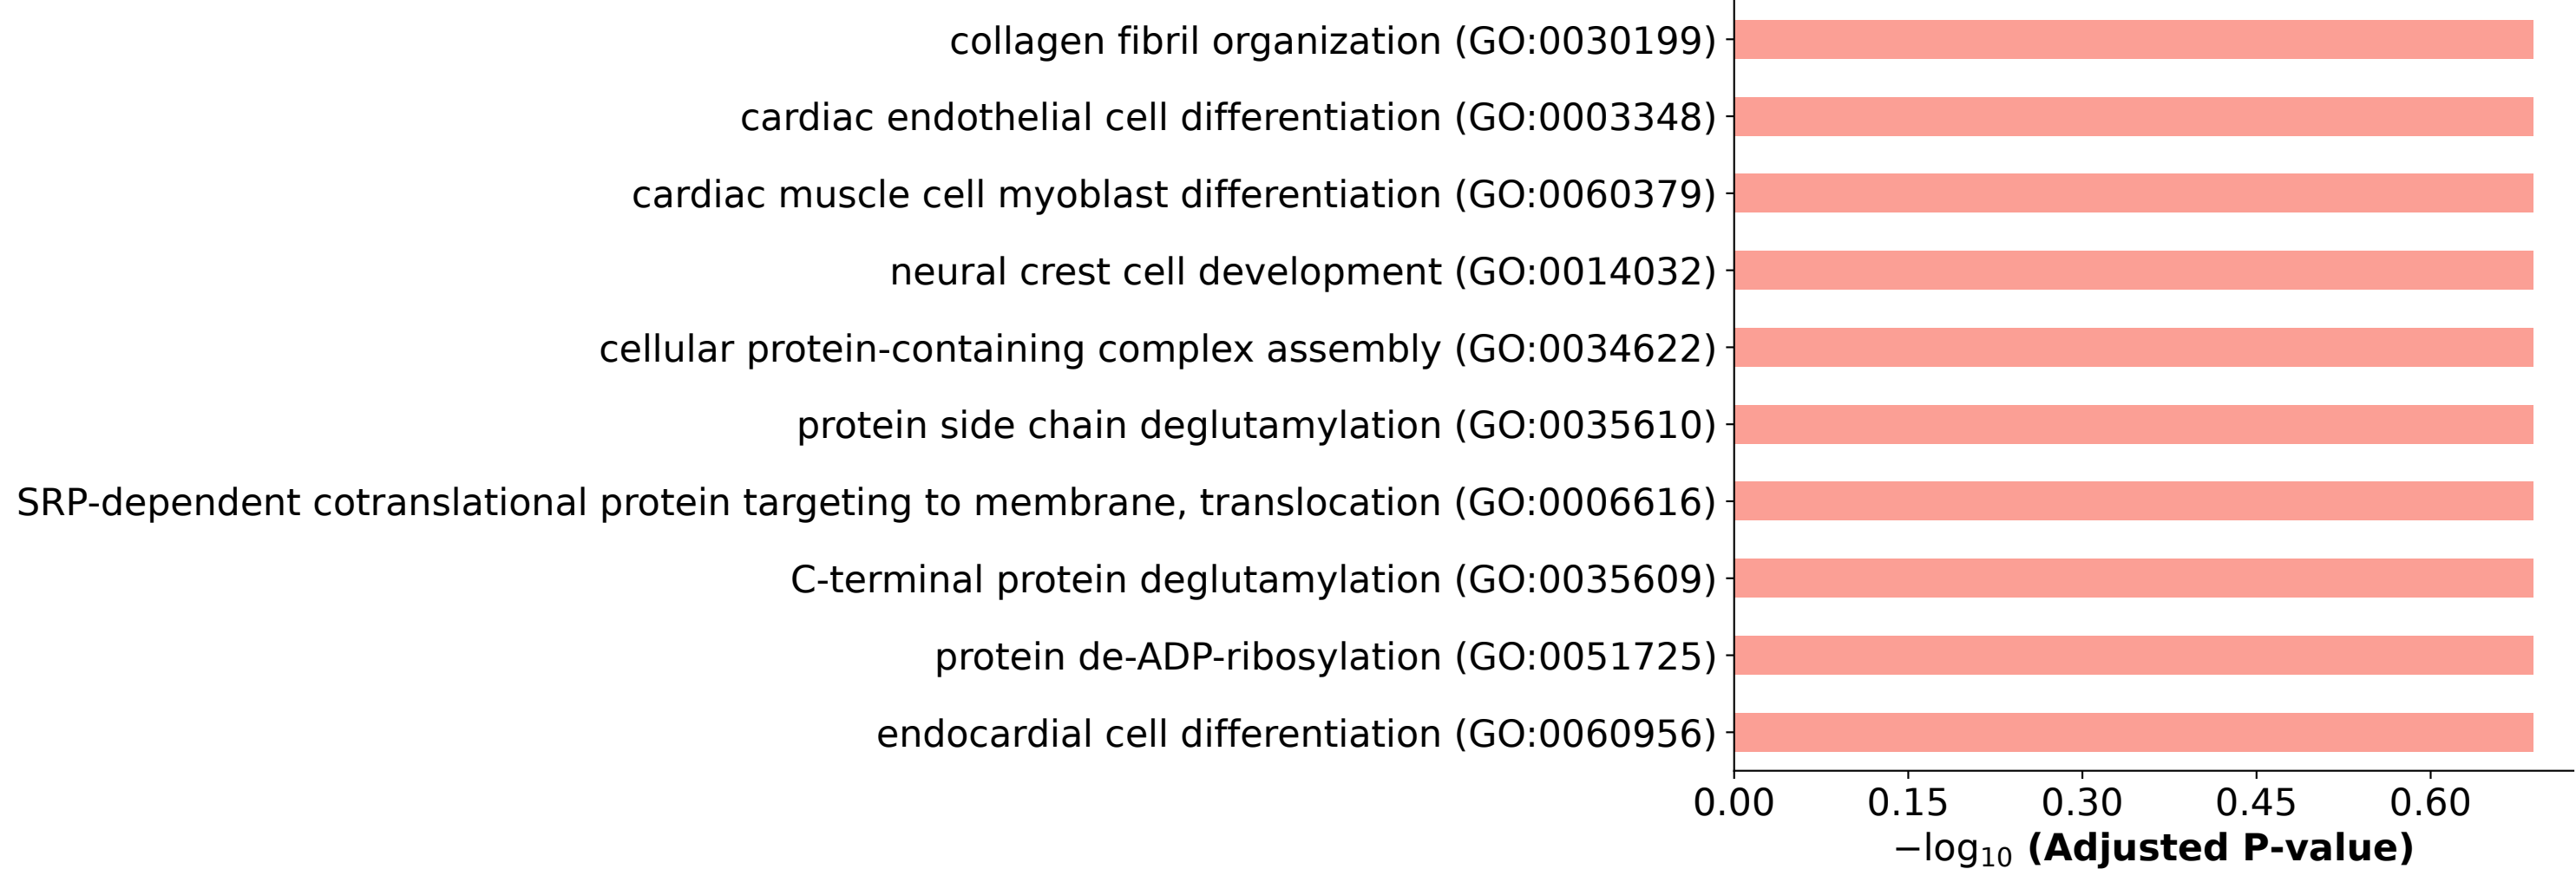 collagen fibril organization (GO:0030199)
cardiac endothelial cell differentiation (GO:0003348)
cardiac muscle cell myoblast differentiation (GO:0060379)
neural crest cell development (GO:0014032)
cellular protein-containing complex assembly (GO:0034622)
protein side chain deglutamylation (GO:0035610)
SRP-dependent cotranslational protein targeting to membrane, translocation (GO:0006616)
C-terminal protein deglutamylation (GO:0035609)
protein de-ADP-ribosylation (GO:0051725)
endocardial cell differentiation (GO:0060956)
0.00 0.15 0.30 0.45 0.60
−log₁₀ (Adjusted P-value)